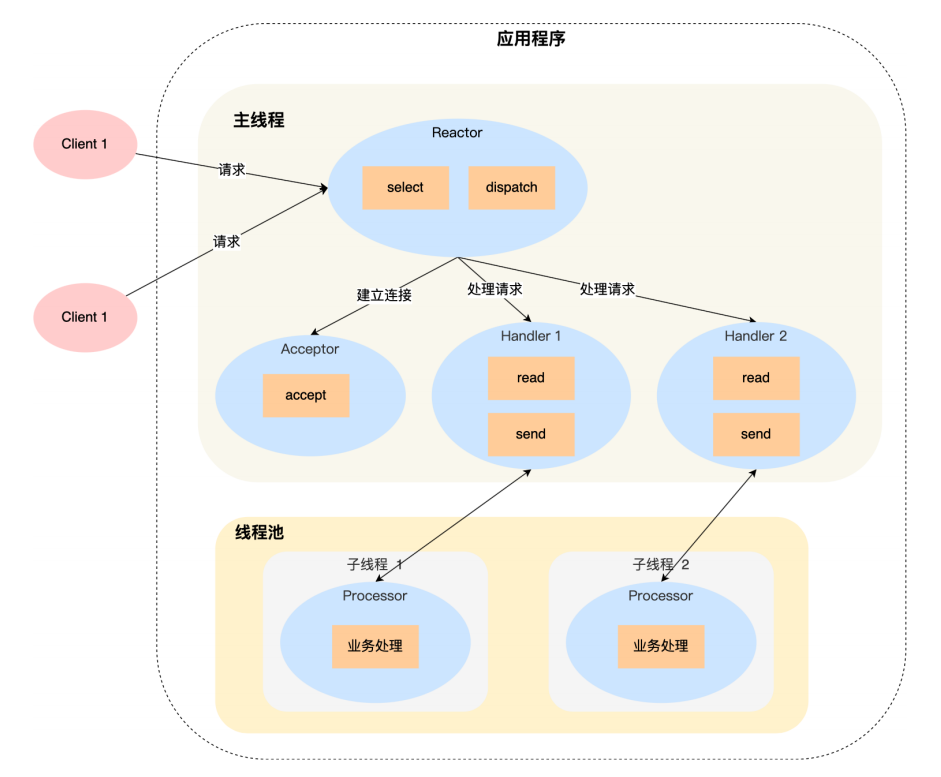 应用程序
主线程
Client 1
Reactor
select
dispatch
请求
请求
Client 1
建立连接
处理请求
处理请求
Acceptor
accept
Handler 1
read
send
Handler 2
read
send
线程池
子线程 1
Processor
业务处理
子线程 2
Processor
业务处理